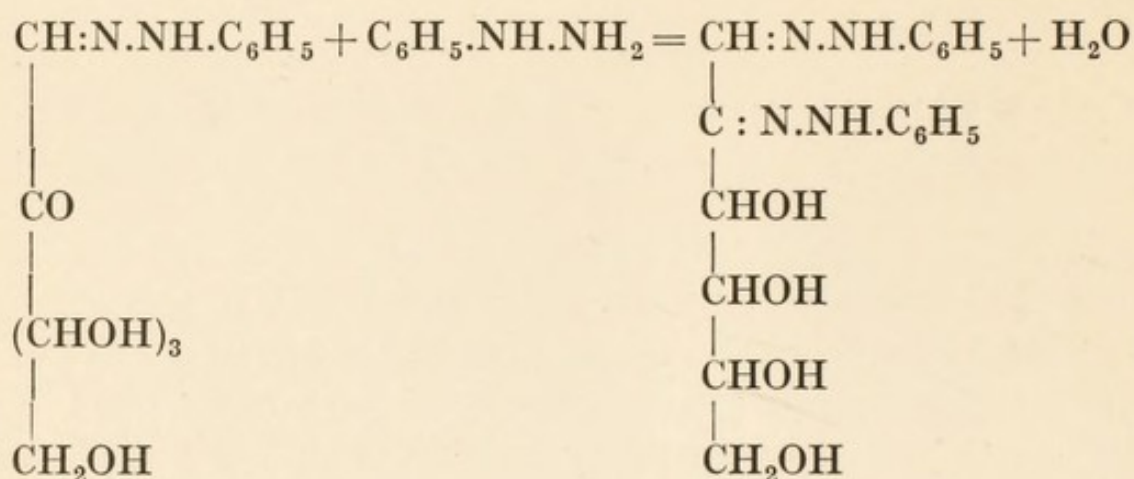 CH:N.NH.C₆H₅ + C₆H₅.NH.NH₂ = CH:N.NH.C₆H₅ + H₂O
C : N.NH.C₆H₅
CO CHOH
CHOH
(CHOH)₃
CHOH
CH₂OH CH₂OH